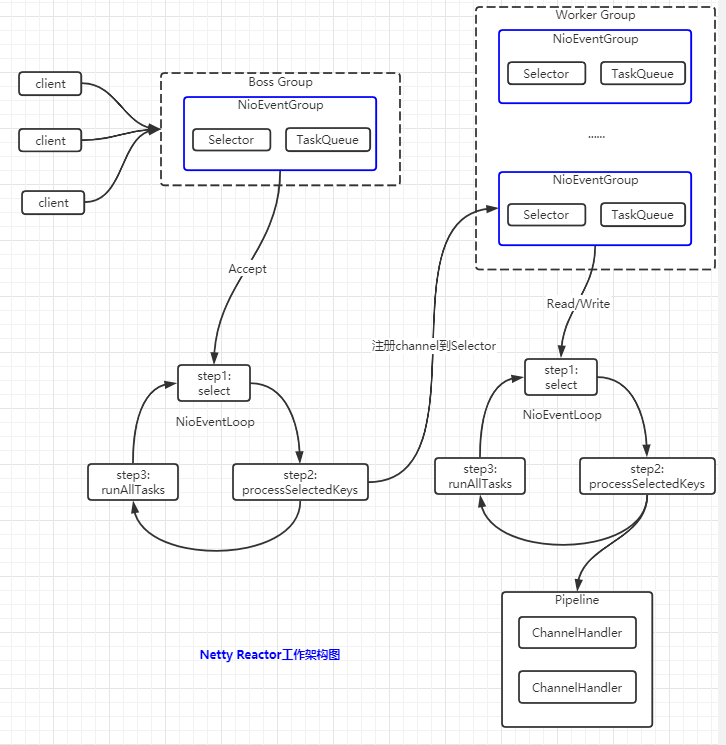 Worker Group
NioEventGroup
Selector
TaskQueue
......
NioEventGroup
Selector
TaskQueue
client
client
client
Boss Group
NioEventGroup
Selector
TaskQueue
Accept
注册channel到Selector
Read/Write
step1:
select
NioEventLoop
step3:
runAllTasks
step2:
processSelectedKeys
step1:
select
NioEventLoop
step3:
runAllTasks
step2:
processSelectedKeys
Pipeline
ChannelHandler
ChannelHandler
Netty Reactor工作架构图